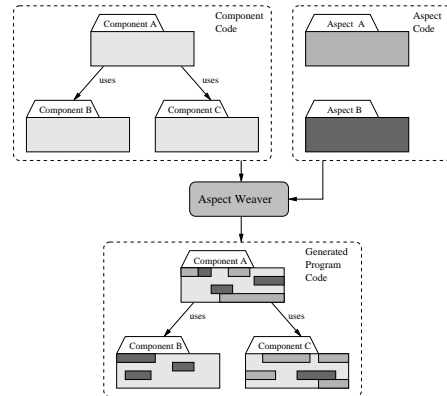 Component A
Component
Code
uses
uses
Component B
Component C
Aspect A
Aspect
Code
Aspect B
Aspect Weaver
Generated
Program
Code
Component A
uses
uses
Component B
Component C